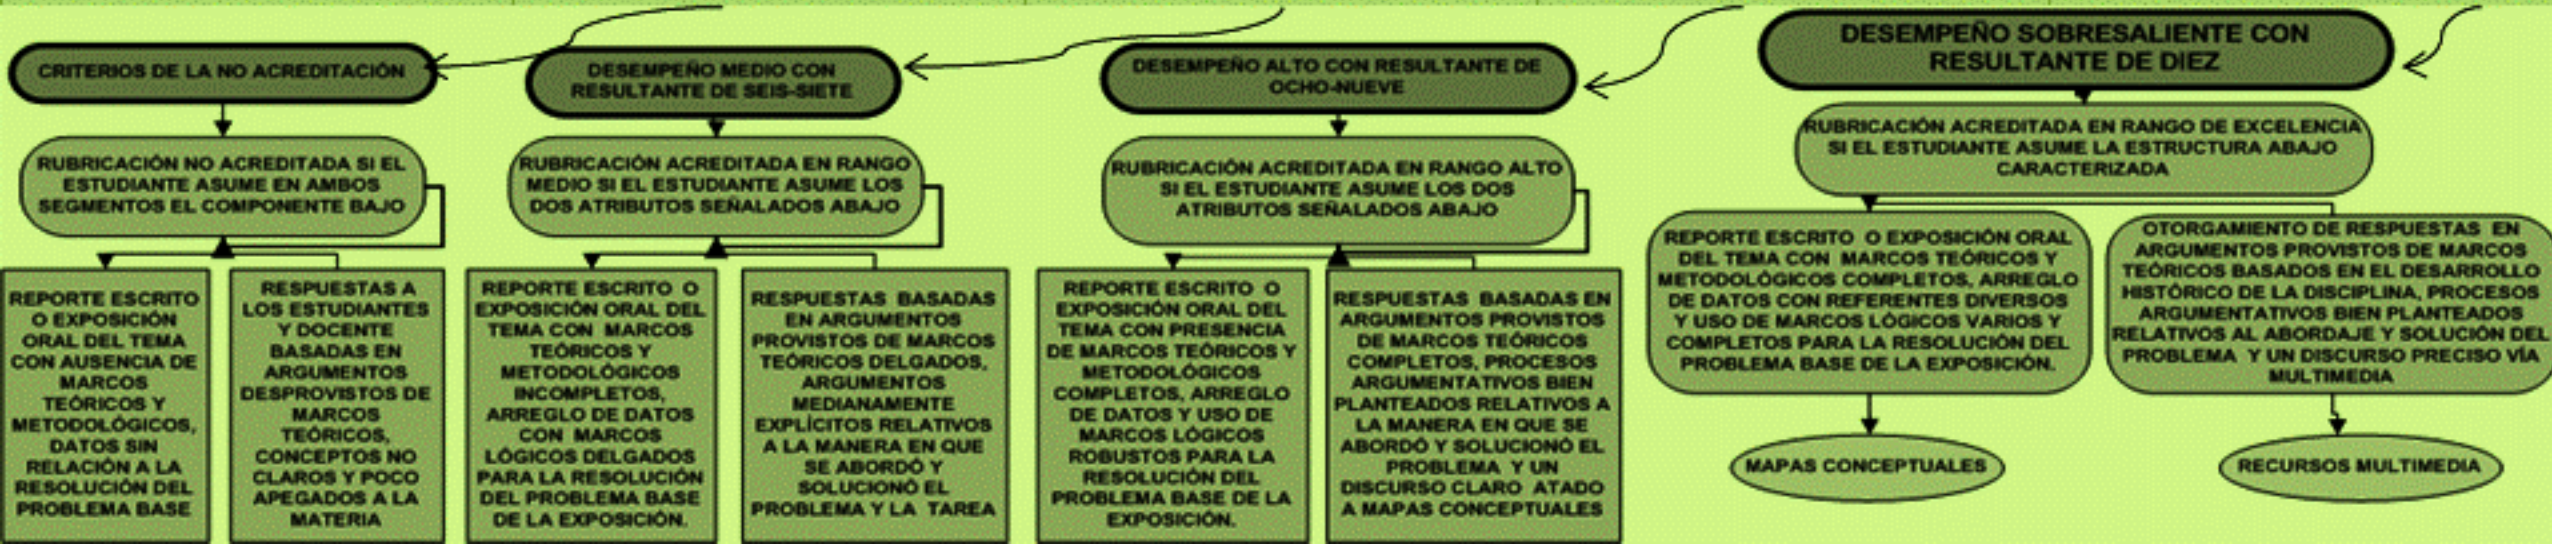 CRITERIOS DE LA NO ACREDITACIÓN
RUBRICACIÓN NO ACREDITADA SI EL
ESTUDIANTE ASUME EN AMBOS
SEGMENTOS EL COMPONENTE BAJO
REPORTE ESCRITO
O EXPOSICIÓN
ORAL DEL TEMA
CON AUSENCIA DE
MARCOS
TEÓRICOS Y
METODOLÓGICOS,
DATOS SIN
RELACIÓN A LA
RESOLUCIÓN DEL
PROBLEMA BASE
RESPUESTAS A
LOS ESTUDIANTES
Y DOCENTE
BASADAS EN
ARGUMENTOS
DESPROVISTOS DE
MARCOS
TEÓRICOS,
CONCEPTOS NO
CLAROS Y POCO
APEGADOS A LA
MATERIA
DESEMPEÑO MEDIO CON
RESULTANTE DE SEIS-SIETE
RUBRICACIÓN ACREDITADA EN RANGO
MEDIO SI EL ESTUDIANTE ASUME LOS
DOS ATRIBUTOS SEÑALADOS ABAJO
REPORTE ESCRITO O
EXPOSICIÓN ORAL DEL
TEMA CON MARCOS
TEÓRICOS Y
METODOLÓGICOS
INCOMPLETOS,
ARREGLO DE DATOS
CON MARCOS
LÓGICOS DELGADOS
PARA LA RESOLUCIÓN
DEL PROBLEMA BASE
DE LA EXPOSICIÓN.
RESPUESTAS BASADAS
EN ARGUMENTOS
PROVISTOS DE MARCOS
TEÓRICOS DELGADOS,
ARGUMENTOS
MEDIANAMENTE
EXPLÍCITOS RELATIVOS
A LA MANERA EN QUE
SE ABORDÓ Y
SOLUCIONÓ EL
PROBLEMA Y LA TAREA
DESEMPEÑO ALTO CON RESULTANTE DE
OCHO-NUEVE
RUBRICACIÓN ACREDITADA EN RANGO ALTO
SI EL ESTUDIANTE ASUME LOS DOS
ATRIBUTOS SEÑALADOS ABAJO
REPORTE ESCRITO O
EXPOSICIÓN ORAL DEL
TEMA CON PRESENCIA
DE MARCOS TEÓRICOS Y
METODOLÓGICOS
COMPLETOS, ARREGLO
DE DATOS Y USO DE
MARCOS LÓGICOS
ROBUSTOS PARA LA
RESOLUCIÓN DEL
PROBLEMA BASE DE LA
EXPOSICIÓN.
RESPUESTAS BASADAS EN
ARGUMENTOS PROVISTOS
DE MARCOS TEÓRICOS
COMPLETOS, PROCESOS
ARGUMENTATIVOS BIEN
PLANTEADOS RELATIVOS A
LA MANERA EN QUE SE
ABORDÓ Y SOLUCIONÓ EL
PROBLEMA Y UN
DISCURSO CLARO ATADO
A MAPAS CONCEPTUALES
DESEMPEÑO SOBRESALIENTE CON
RESULTANTE DE DIEZ
RUBRICACIÓN ACREDITADA EN RANGO DE EXCELENCIA
SI EL ESTUDIANTE ASUME LA ESTRUCTURA ABAJO
CARACTERIZADA
REPORTE ESCRITO O EXPOSICIÓN ORAL
DEL TEMA CON MARCOS TEÓRICOS Y
METODOLÓGICOS COMPLETOS, ARREGLO
DE DATOS CON REFERENTES DIVERSOS
Y USO DE MARCOS LÓGICOS VARIOS Y
COMPLETOS PARA LA RESOLUCIÓN DEL
PROBLEMA BASE DE LA EXPOSICIÓN.
MAPAS CONCEPTUALES
OTORGAMIENTO DE RESPUESTAS EN
ARGUMENTOS PROVISTOS DE MARCOS
TEÓRICOS BASADOS EN EL DESARROLLO
HISTÓRICO DE LA DISCIPLINA, PROCESOS
ARGUMENTATIVOS BIEN PLANTEADOS
RELATIVOS AL ABORDAJE Y SOLUCIÓN DEL
PROBLEMA Y UN DISCURSO PRECISO VÍA
MULTIMEDIA
RECURSOS MULTIMEDIA